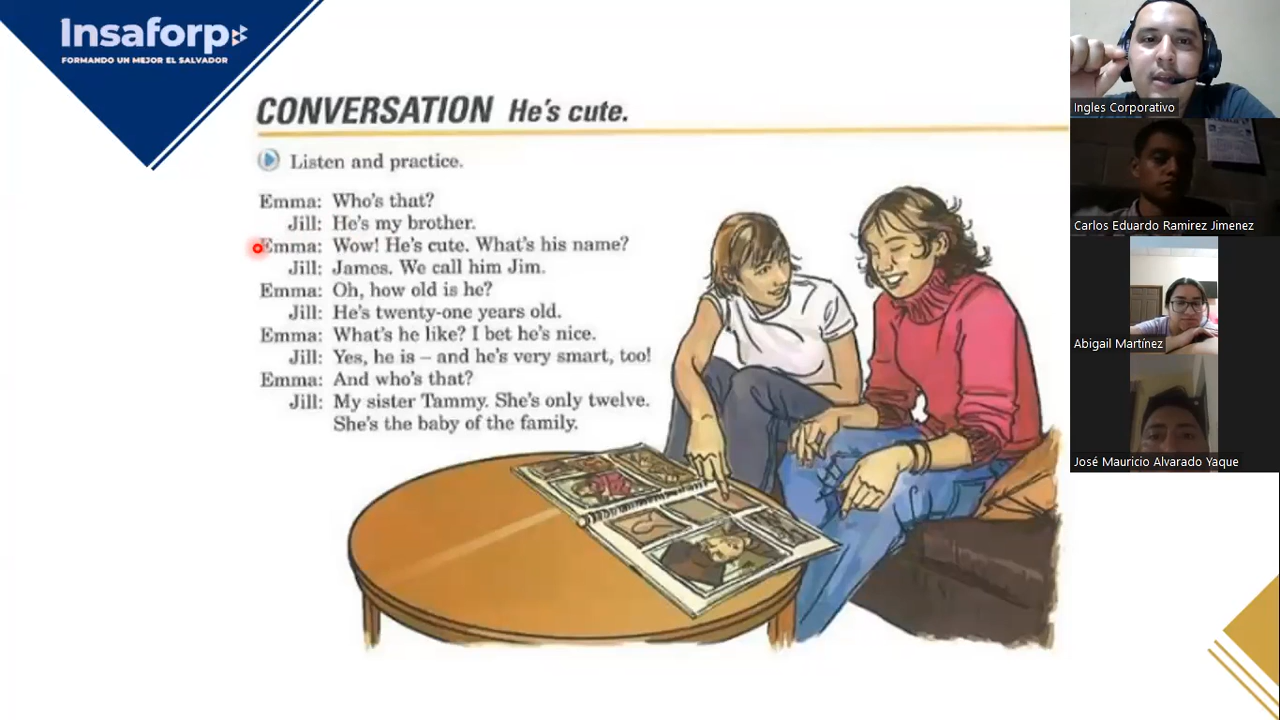 Insaforp
FORMANDO UN MEJOR EL SALVADOR
CONVERSATION He's cute.
Listen and practice.
Emma: Who's that?
Jill: He's my brother.
Emma: Wow! He's cute. What's his name?
Jill: James. We call him Jim.
Emma: Oh, how old is he?
Jill: He's twenty-one years old.
Emma: What's he like? I bet he's nice.
Jill: Yes, he is – and he's very smart, too!
Emma: And who's that?
Jill: My sister Tammy. She's only twelve.
She's the baby of the family.
Ingles Corporativo
Carlos Eduardo Ramirez Jimenez
Abigail Martínez
José Mauricio Alvarado Yaque